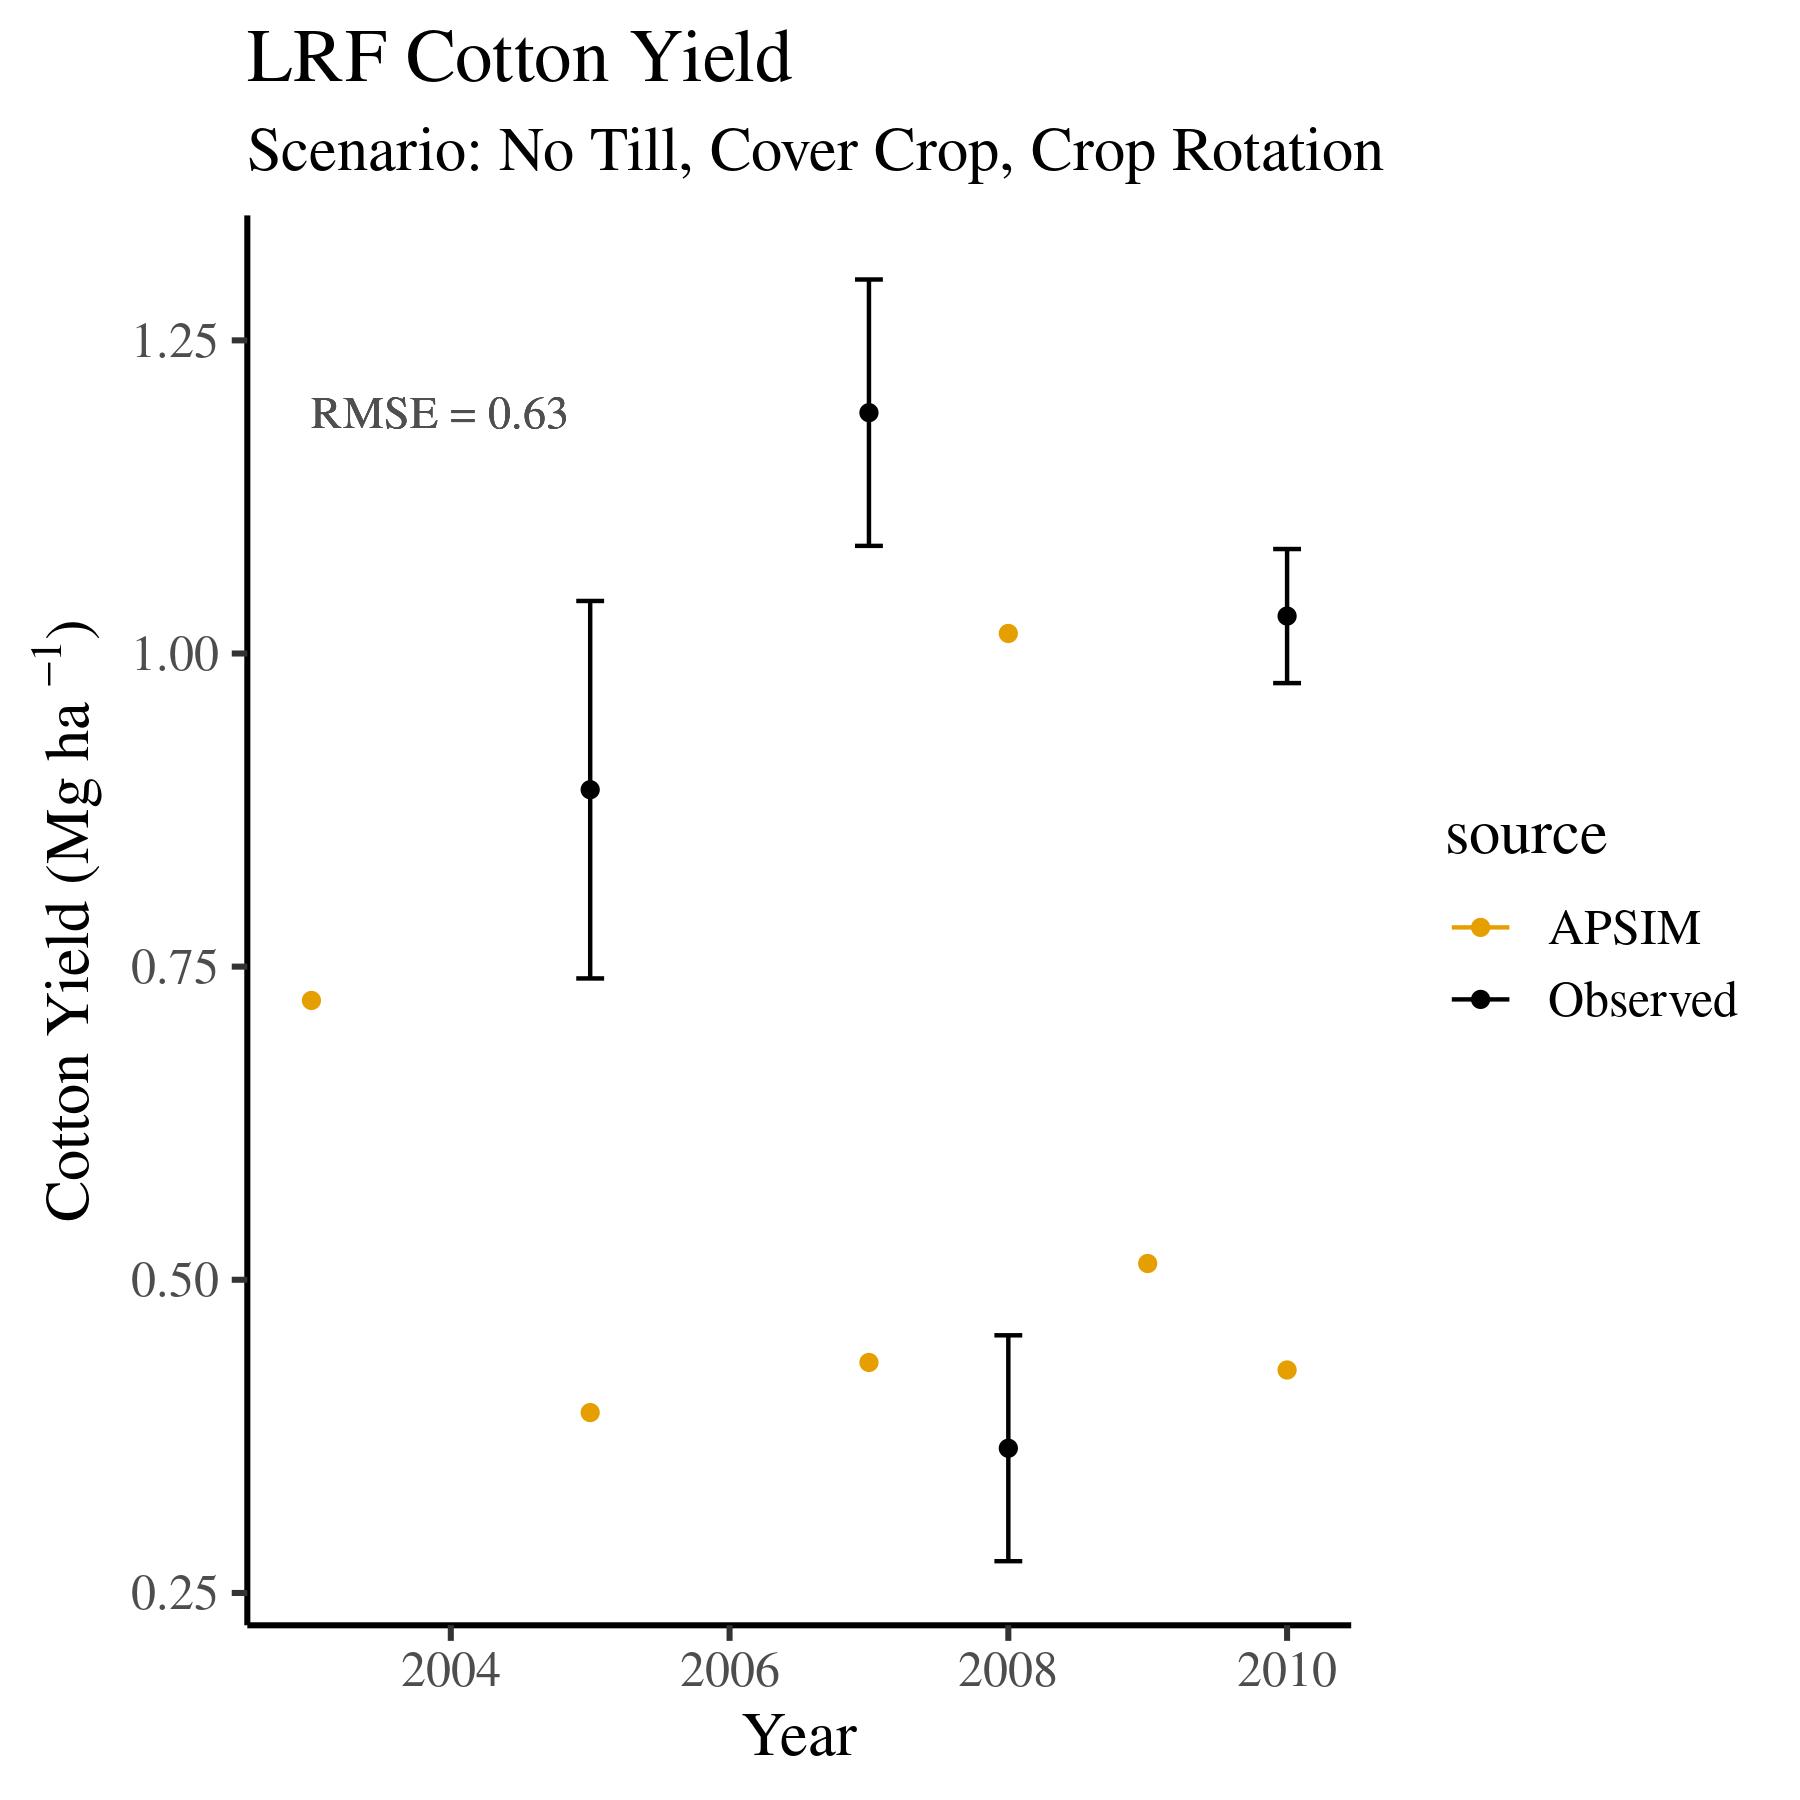 LRF Cotton Yield
Scenario: No Till, Cover Crop, Crop Rotation
Cotton Yield (Mg ha −1)
1.25
1.00
0.75
0.50
0.25
RMSE = 0.63
2004 2006 2008 2010
Year
source
APSIM
Observed